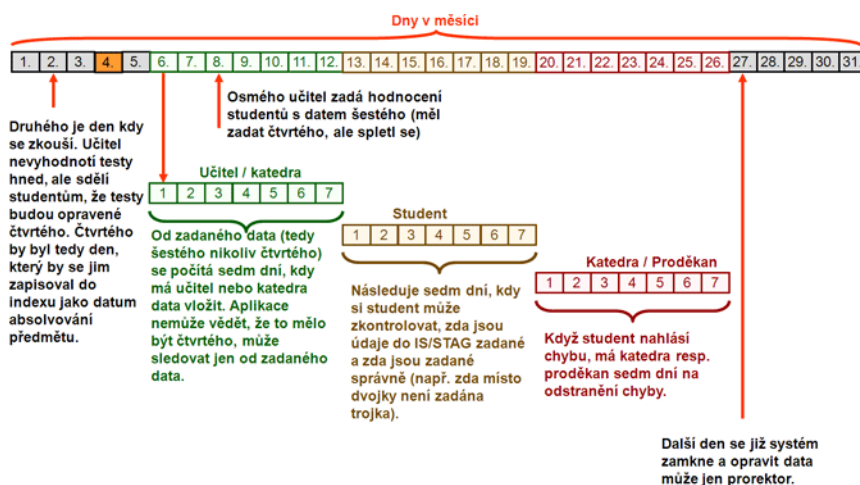 Dny v měsíci
1. 2. 3. 4. 5. 6. 7. 8. 9. 10. 11. 12. 13. 14. 15. 16. 17. 18. 19. 20. 21. 22. 23. 24. 25. 26. 27. 28. 29. 30. 31.
Osmého učitel zadá hodnocení
studentů s datem šestého (měl
zadat čtvrtého, ale spletl se)
Druhého je den kdy
se zkouší. Učitel
nevyhodnotí testy
hned, ale sdělí
studentům, že testy
budou opravené
čtvrtého. Čtvrtého
by byl tedy den,
který by se jim
zapisoval do
indexu jako datum
absolvování
předmětu.
Učitel / katedra
1 2 3 4 5 6 7
Od zadaného data (tedy
šestého nikoliv čtvrtého)
se počítá sedm dní, kdy
má učitel nebo katedra
data vložit. Aplikace
nemůže vědět, že to mělo
být čtvrtého, může
sledovat jen od zadaného
data.
Student
1 2 3 4 5 6 7
Následuje sedm dní, kdy
si student může
zkontrolovat, zda jsou
údaje do IS/STAG zadané
a zda jsou zadané
správně (např. zda místo
dvojky není zadána
trojka).
Katedra / Proděkan
1 2 3 4 5 6 7
Když student nahlásí
chybu, má katedra resp.
proděkan sedm dní na
odstranění chyby.
Další den se již systém
zamkne a opravit data
může jen prorektor.